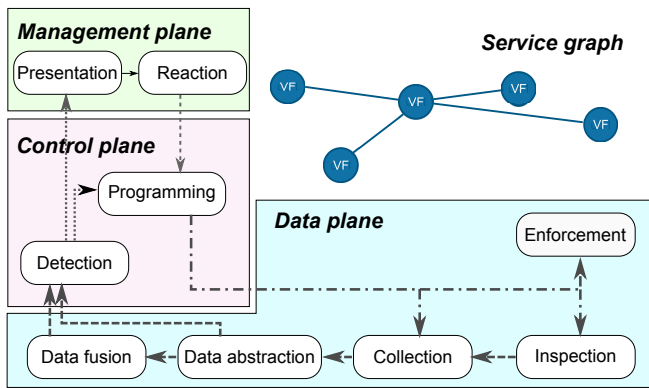 Management plane
Service graph
Presentation
Reaction
VF
VF
VF
VF
VF
Control plane
Programming
Data plane
Enforcement
Detection
Data fusion
Data abstraction
Collection
Inspection